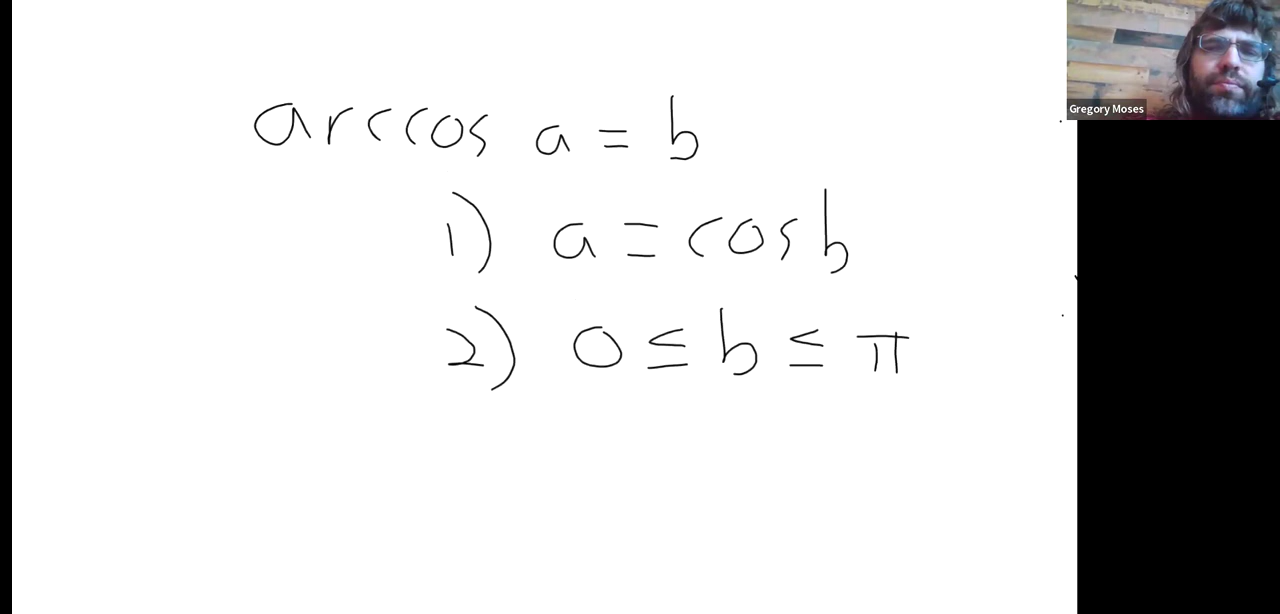 arccos a = b
1) a = cos b
2) 0 ≤ b ≤ π
Gregory Moses